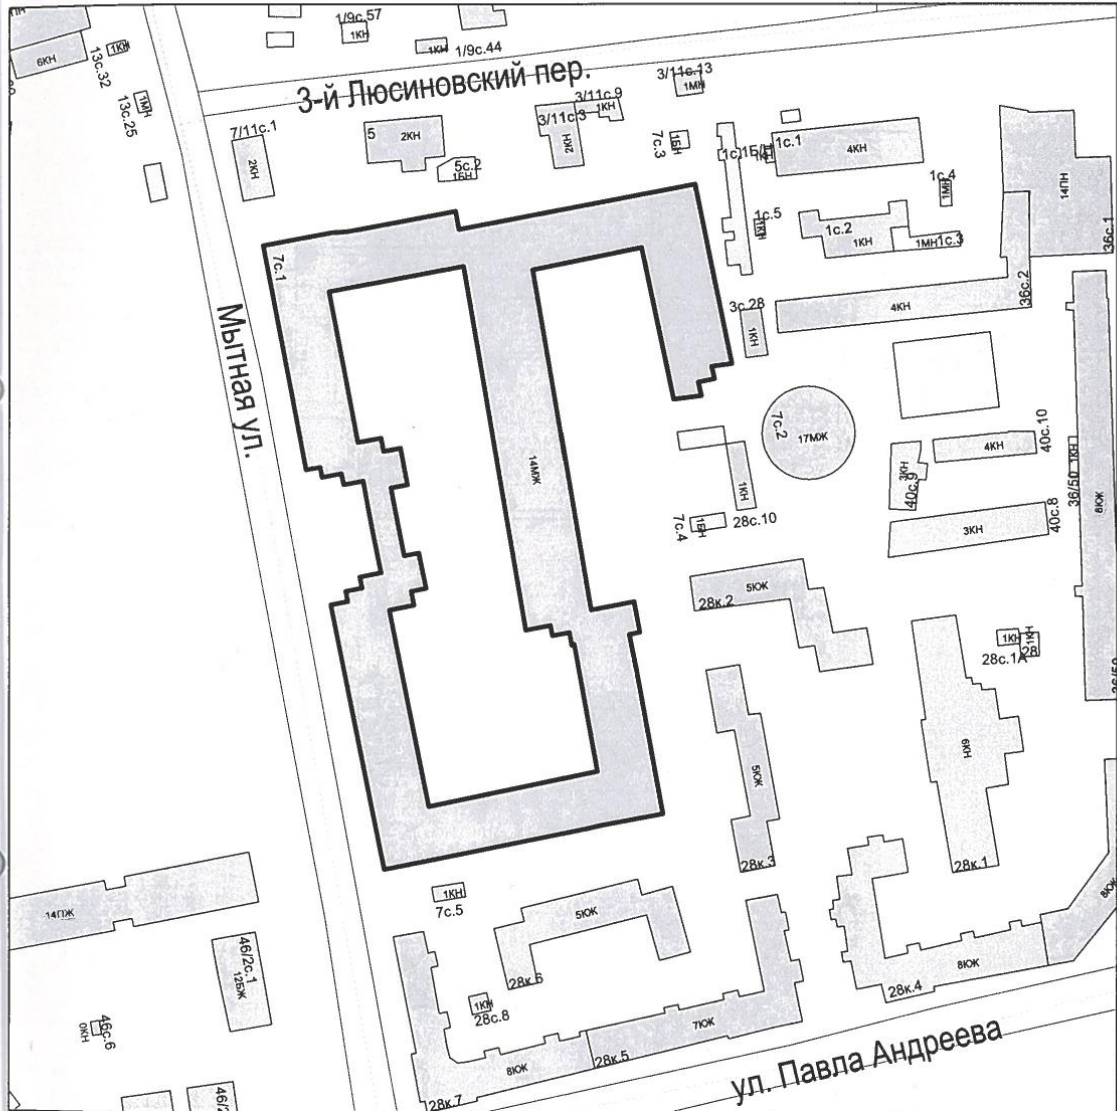 1/9с.57
1КН
1КН
1/9с.44
6КН
1КН
13с.32
1МН
13с.25
3-й Люсиновский пер.
3/11с.13
1МН
3/11с.9
1КН
3/11с.3
2КН
7/11с.1
2КН
5
2КН
5с.2
1БН
7с.3
1БН
1с.1
4КН
1с.4
1МН
14ПН
36с.1
1с.5
1КН
1с.2
1КН
1МН
1с.3
7с.1
3с.28
1КН
4КН
36с.2
Мытная ул.
7с.2
17МЖ
14МЖ
4КН
40с.10
3КН
40с.9
1КН
36/50
8ЮЖ
1КН
28с.10
7с.4
1БН
3КН
40с.8
5ЮЖ
28к.2
1КН
28с.1А
1КН
28
5ЮЖ
28к.3
6КН
28к.1
14ПЖ
1КН
7с.5
5ЮЖ
28к.6
46/2с.1
12БЖ
46с.6
0КН
1КН
28с.8
8ЮЖ
28к.7
7ЮЖ
28к.5
8ЮЖ
28к.4
8ЮЖ
ул. Павла Андреева